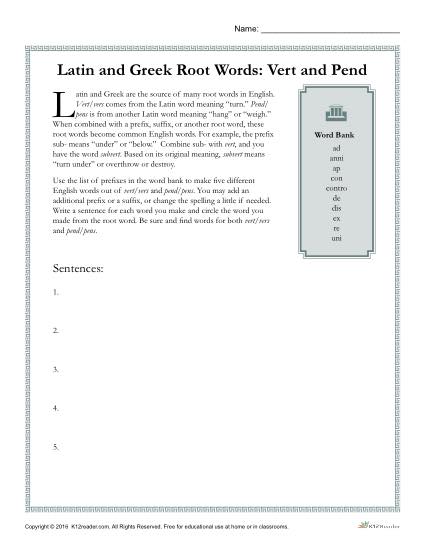 Name:
Latin and Greek Root Words: Vert and Pend
Latin and Greek are the source of many root words in English.
Vert/vers comes from the Latin word meaning “turn.” Pend/
pens is from another Latin word meaning “hang” or “weigh.”
When combined with a prefix, suffix, or another root word, these
root words become common English words. For example, the prefix
sub- means “under” or “below.” Combine sub- with vert, and you
have the word subvert. Based on its original meaning, subvert means
“turn under” or overthrow or destroy.
Use the list of prefixes in the word bank to make five different
English words out of vert/vers and pend/pens. You may add an
additional prefix or a suffix, or change the spelling a little if needed.
Write a sentence for each word you make and circle the word you
made from the root word. Be sure and find words for both vert/vers
and pend/pens.
Word Bank
ad
anni
ap
con
contro
de
dis
ex
re
uni
Sentences:
1.
2.
3.
4.
5.
Copyright © 2016 K12reader.com. All Rights Reserved. Free for educational use at home or in classrooms.
K12Reader